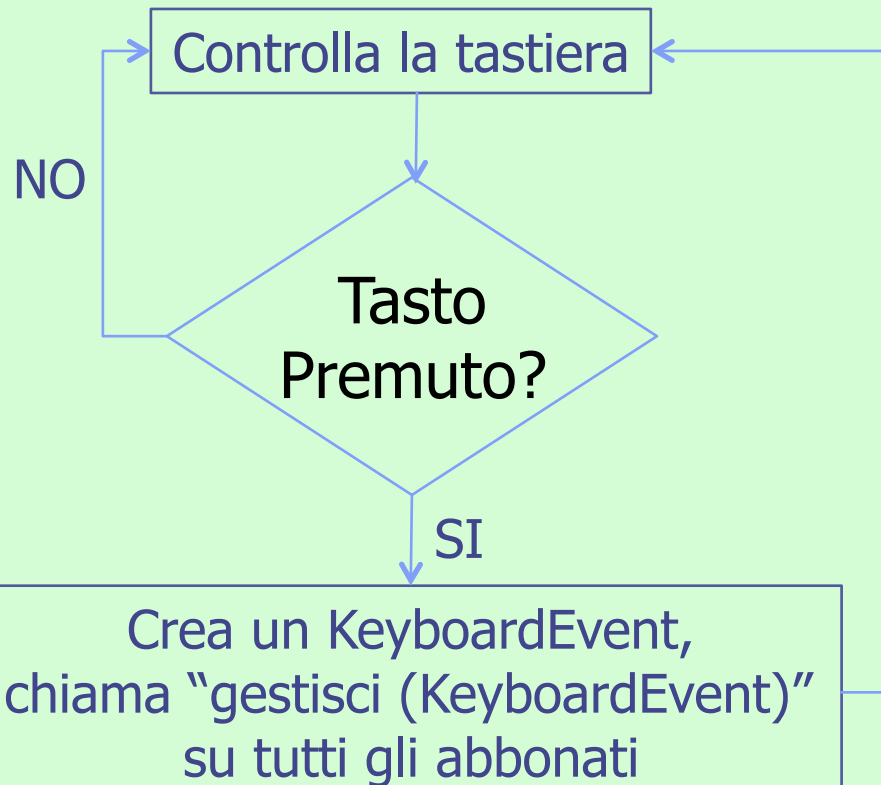 Controlla la tastiera
NO
Tasto
Premuto?
SI
Crea un KeyboardEvent,
chiama “gestisci (KeyboardEvent)”
su tutti gli abbonati